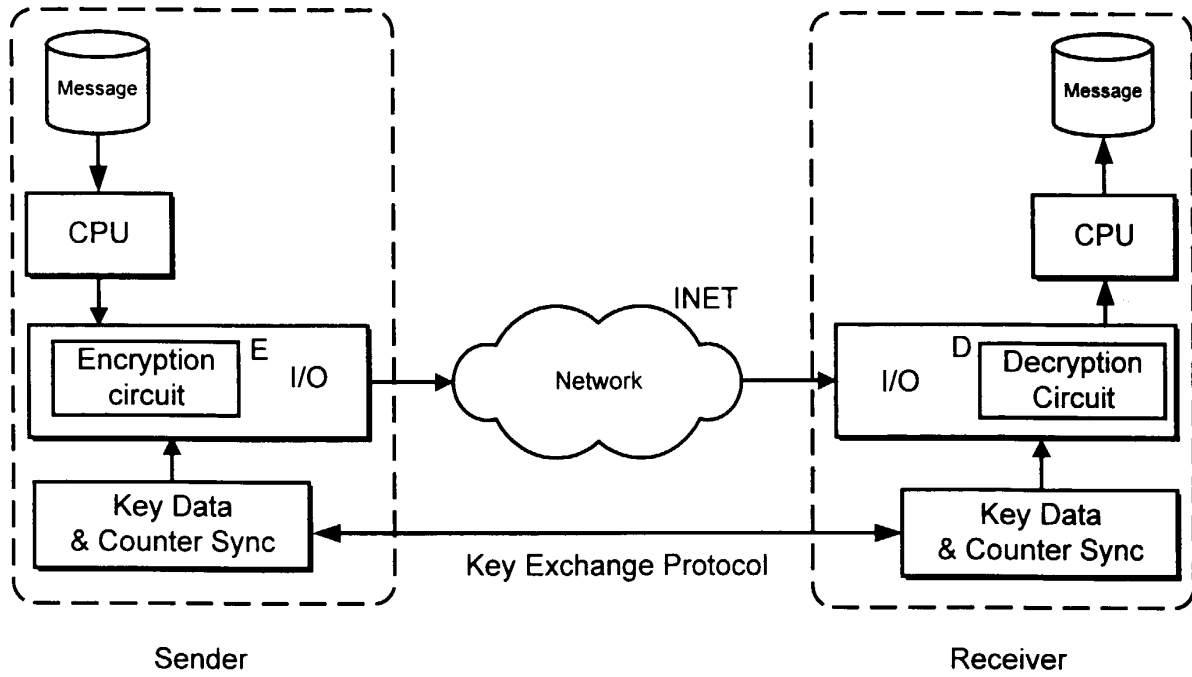 Message
Message
CPU
CPU
INET
Encryption
circuit
E
I/O
Network
I/O
D
Decryption
Circuit
Key Data
& Counter Sync
Key Data
& Counter Sync
Key Exchange Protocol
Sender
Receiver